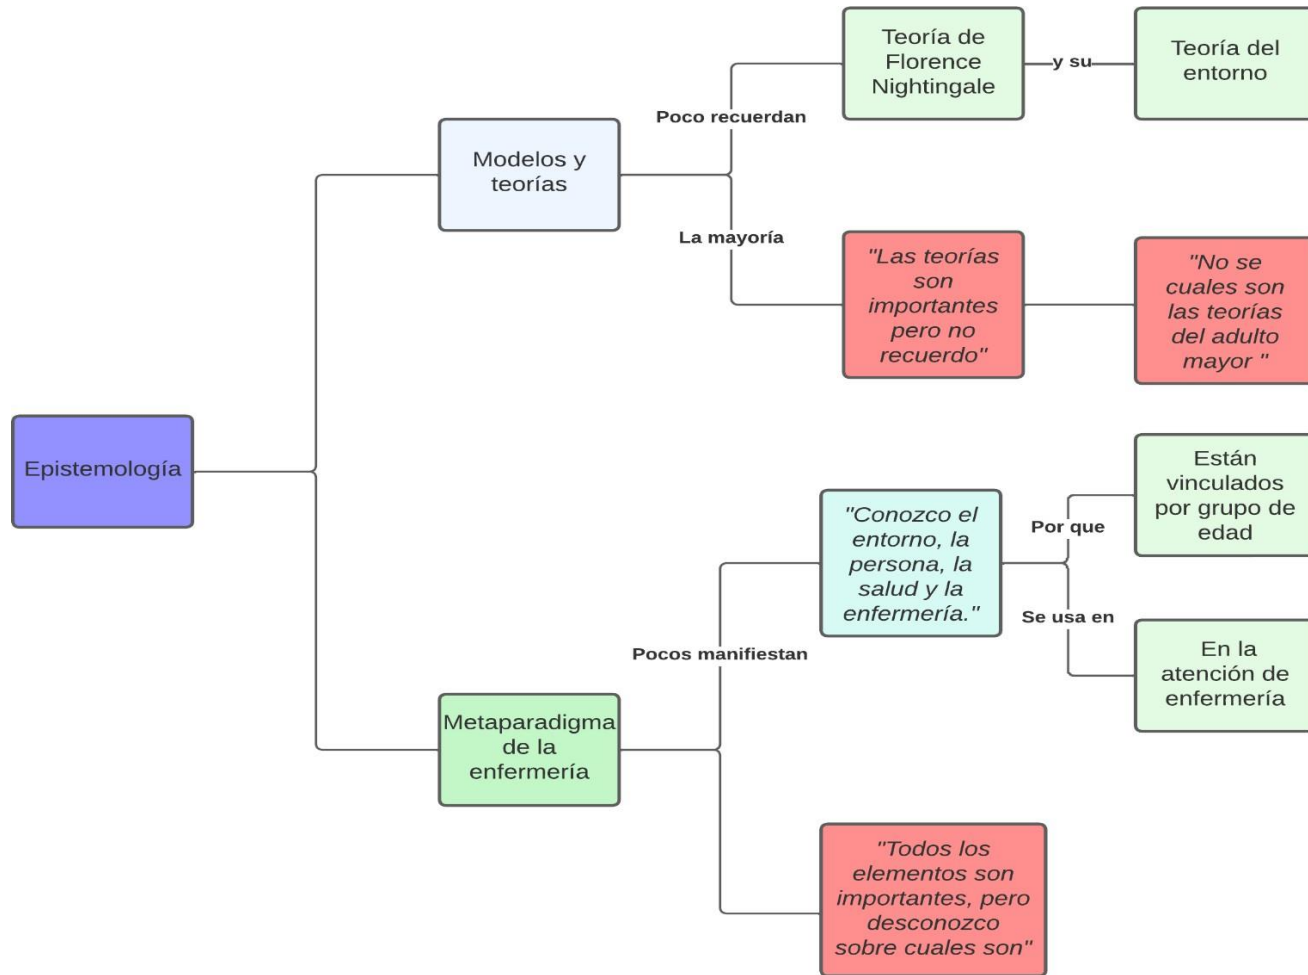 Teoría de
Florence
Nightingale
y su
Teoría del
entorno
Poco recuerdan
Modelos y
teorías
La mayoría
"Las teorías
son
importantes
pero no
recuerdo"
"No se
cuales son
las teorías
del adulto
mayor "
Epistemología
"Conozco el
entorno, la
persona, la
salud y la
enfermería."
Por que
Están
vinculados
por grupo de
edad
Se usa en
En la
atención de
enfermería
Pocos manifiestan
Metaparadigma
de la
enfermería
"Todos los
elementos son
importantes, pero
desconozco
sobre cuales son"